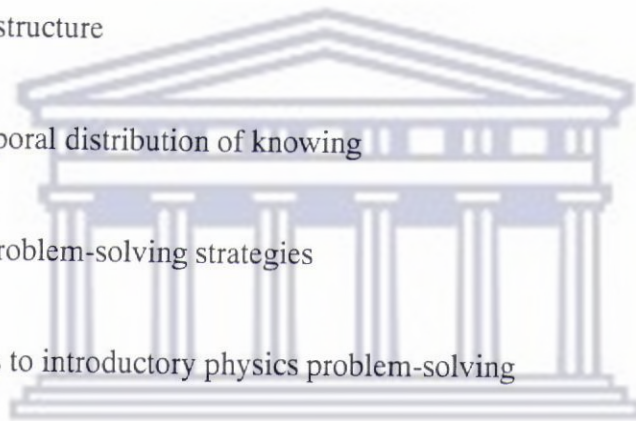 structure
poral distribution of knowing
roblem-solving strategies
to introductory physics problem-solving